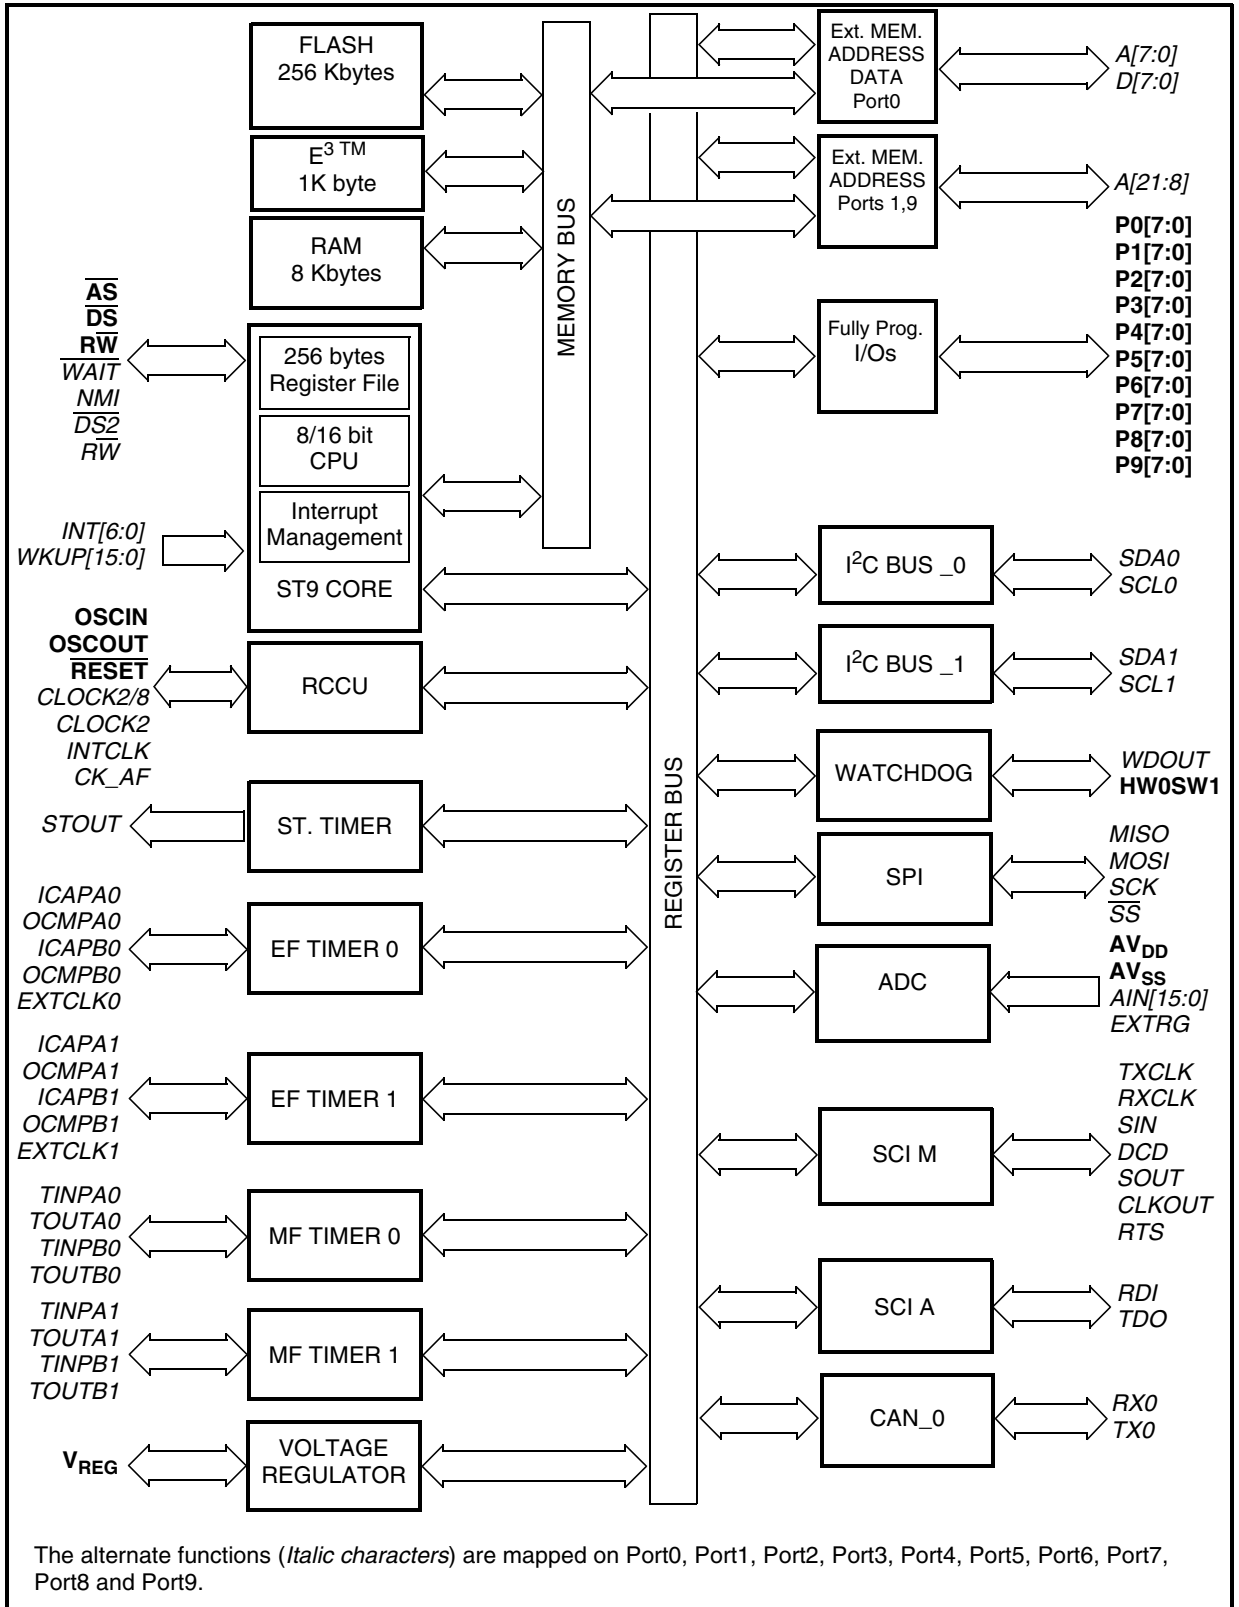 FLASH
256 Kbytes
E3 TM
1K byte
RAM
8 Kbytes
AS
DS
RW
WAIT
NMI
DS2
RW
256 bytes
Register File
8/16 bit
CPU
Interrupt
Management
ST9 CORE
INT[6:0]
WKUP[15:0]
OSCIN
OSCOUT
RESET
CLOCK2/8
CLOCK2
INTCLK
CK_AF
RCCU
STOUT
ST. TIMER
ICAPA0
OCMPA0
ICAPB0
OCMPB0
EXTCLK0
EF TIMER 0
ICAPA1
OCMPA1
ICAPB1
OCMPB1
EXTCLK1
EF TIMER 1
TINPA0
TOUTA0
TINPB0
TOUTB0
MF TIMER 0
TINPA1
TOUTA1
TINPB1
TOUTB1
MF TIMER 1
VREG
VOLTAGE
REGULATOR
MEMORY BUS
REGISTER BUS
Ext. MEM.
ADDRESS
DATA
Port0
A[7:0]
D[7:0]
Ext. MEM.
ADDRESS
Ports 1,9
A[21:8]
Fully Prog.
I/Os
P0[7:0]
P1[7:0]
P2[7:0]
P3[7:0]
P4[7:0]
P5[7:0]
P6[7:0]
P7[7:0]
P8[7:0]
P9[7:0]
I2C BUS _0
SDA0
SCL0
I2C BUS _1
SDA1
SCL1
WATCHDOG
WDOUT
HW0SW1
SPI
MISO
MOSI
SCK
SS
ADC
AVDD
AVSS
AIN[15:0]
EXTRG
SCI M
TXCLK
RXCLK
SIN
DCD
SOUT
CLKOUT
RTS
SCI A
RDI
TDO
CAN_0
RX0
TX0
The alternate functions (Italic characters) are mapped on Port0, Port1, Port2, Port3, Port4, Port5, Port6, Port7,
Port8 and Port9.